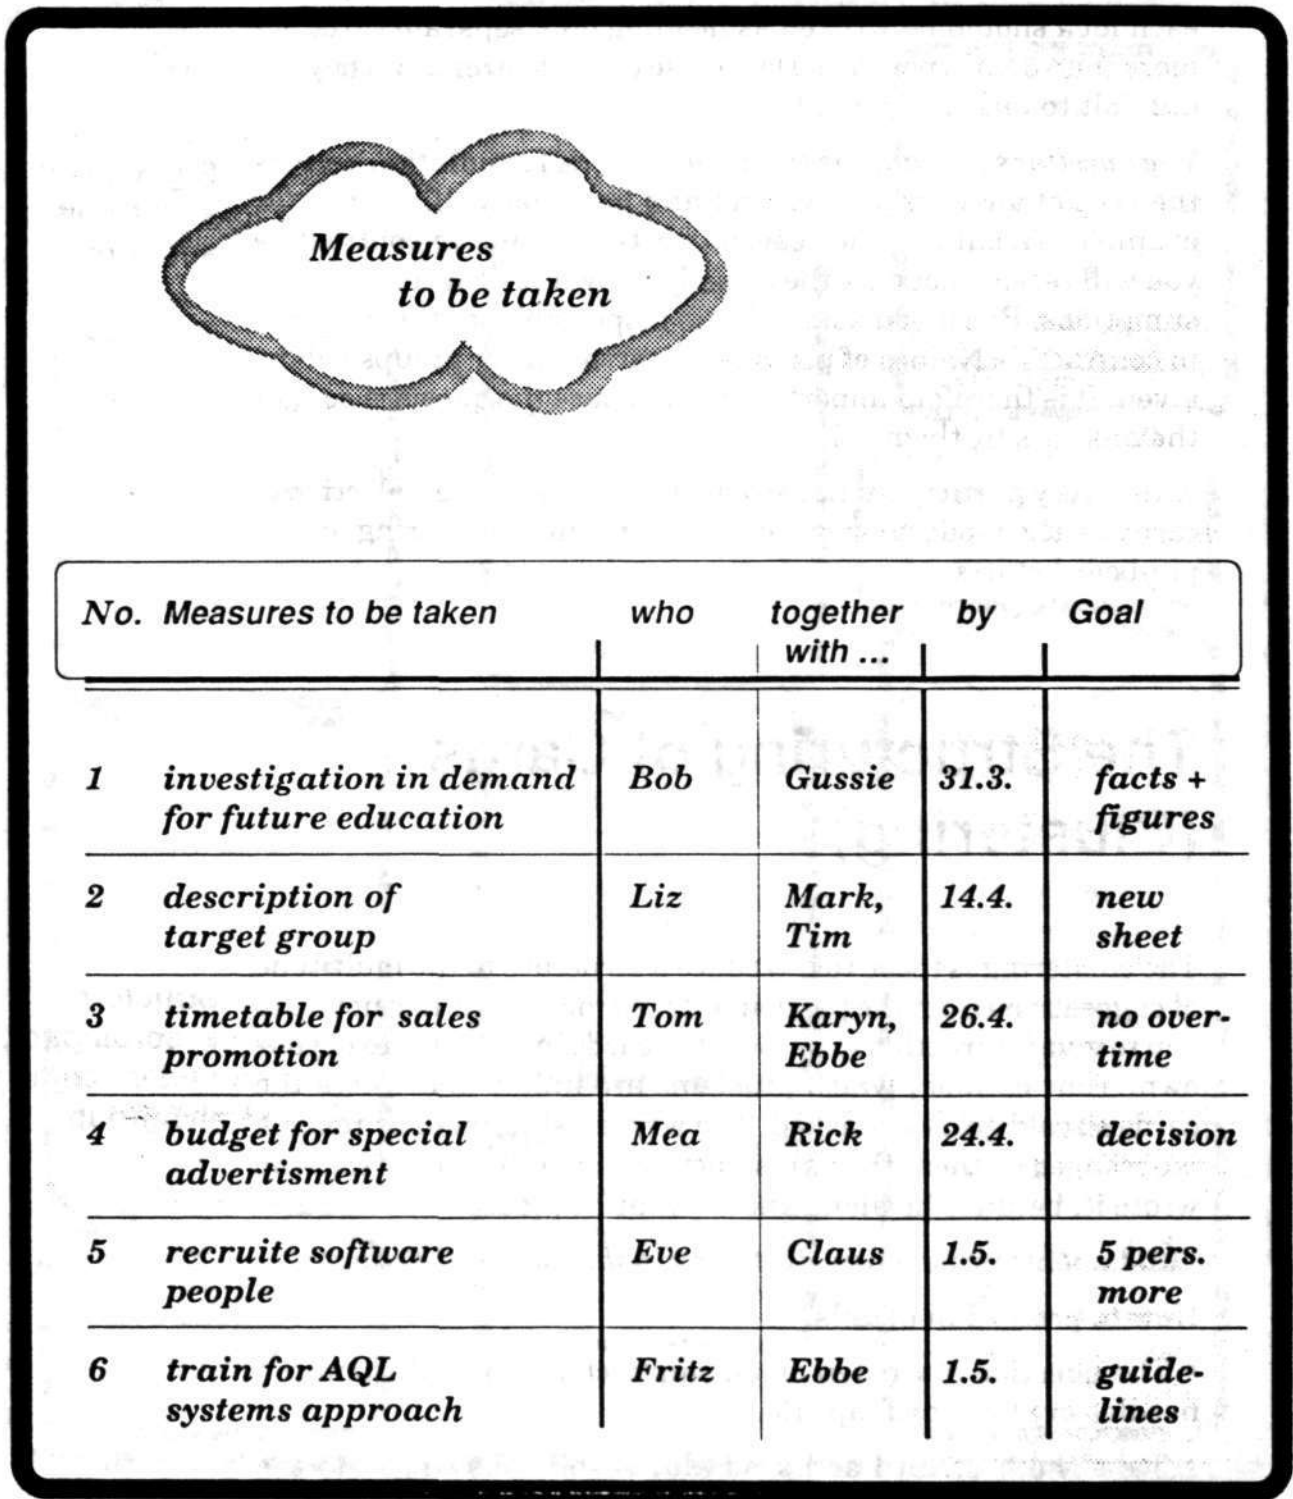 Measures
to be taken
No. Measures to be taken who together with ... by Goal
1 investigation in demand for future education Bob Gussie 31.3. facts + figures
2 description of target group Liz Mark, Tim 14.4. new sheet
3 timetable for sales promotion Tom Karyn, Ebbe 26.4. no over-time
4 budget for special advertisment Mea Rick 24.4. decision
5 recruite software people Eve Claus 1.5. 5 pers. more
6 train for AQL systems approach Fritz Ebbe 1.5. guide-lines